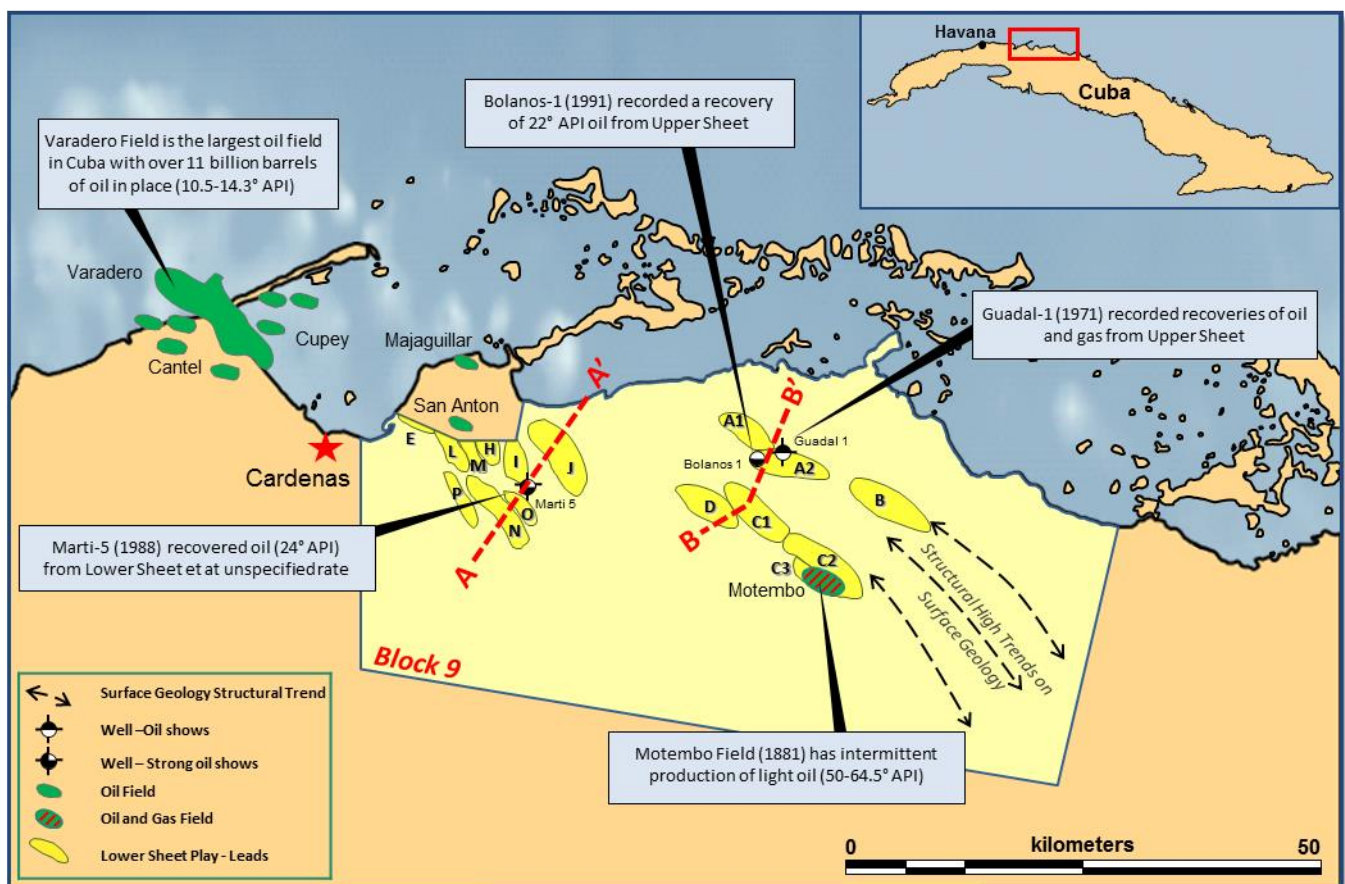 Havana
Cuba
Bolanos-1 (1991) recorded a recovery
of 22° API oil from Upper Sheet
Varadero Field is the largest oil field
in Cuba with over 11 billion barrels
of oil in place (10.5-14.3° API)
Guadal-1 (1971) recorded recoveries of oil
and gas from Upper Sheet
Varadero
Cupey
Cantel
Majaguillar
San Anton
Cardenas
A'
B'
A1
Guadal 1
Bolanos 1
A2
E
L
H
M
I
J
P
Marti 5
O
N
D
C1
B
B
A
C2
C3
Motembo
Marti-5 (1988) recovered oil (24° API)
from Lower Sheet et at unspecified rate
Structural High Trends on
Surface Geology
Block 9
Motembo Field (1881) has intermittent
production of light oil (50-64.5° API)
Surface Geology Structural Trend
Well –Oil shows
Well – Strong oil shows
Oil Field
Oil and Gas Field
Lower Sheet Play - Leads
0 kilometers 50